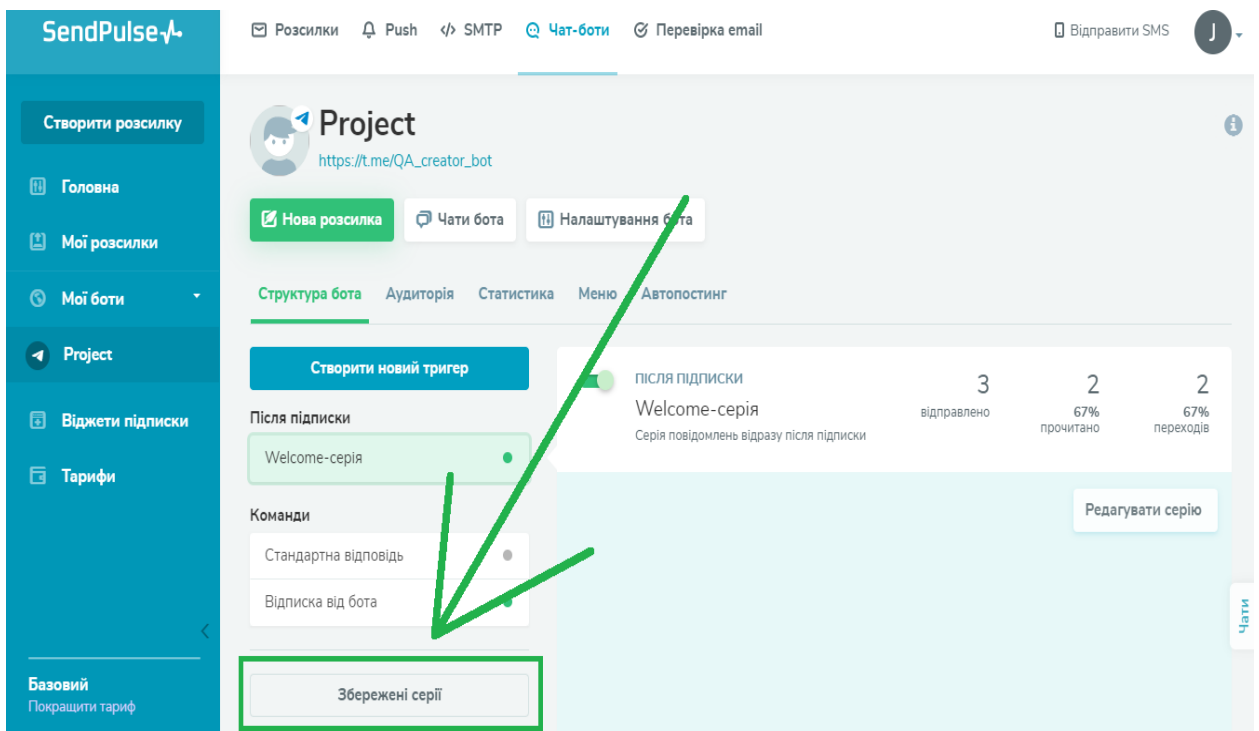 SendPulse
Розсилки Push SMTP Чат-боти Перевірка email Відправити SMS J
Створити розсилку
Головна
Мої розсилки
Мої боти
Project
Віджети підписки
Тарифи
Базовий
Покращити тариф
Project
https://t.me/QA_creator_bot
Нова розсилка Чати бота Налаштування бота
Структура бота Аудиторія Статистика Меню Автопостинг
Створити новий тригер
Після підписки
Welcome-серія
Команди
Стандартна відповідь
Відписка від бота
Збережені серії
ПІСЛЯ ПІДПИСКИ
Welcome-серія
Серія повідомлень відразу після підписки
3 2 2
відправлено 67% 67%
прочитано переходів
Редагувати серію
Чати